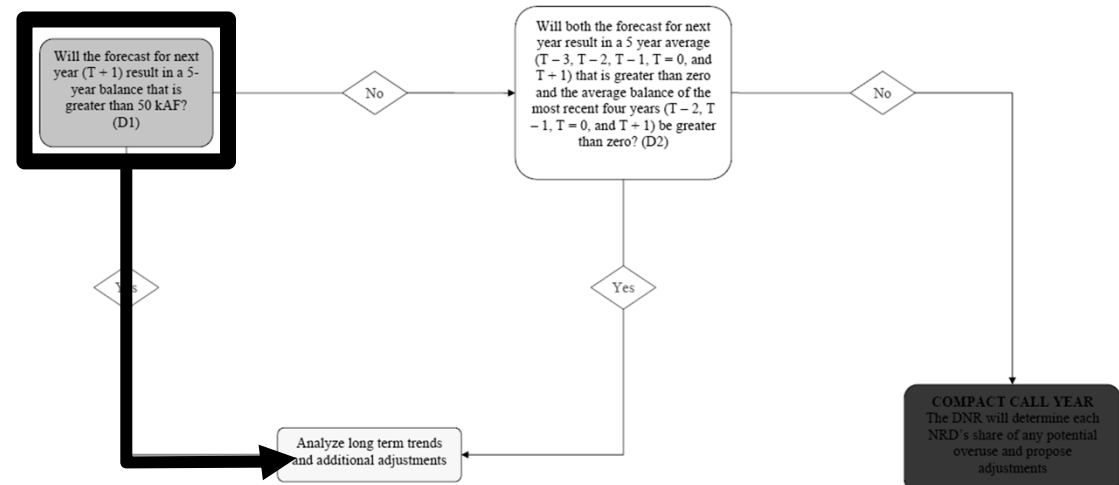 Will the forecast for next
year (T + 1) result in a 5-
year balance that is
greater than 50 kAF?
(D1)
No
Will both the forecast for next
year result in a 5 year average
(T – 3, T – 2, T – 1, T = 0, and
T + 1) that is greater than zero
and the average balance of the
most recent four years (T – 2, T
– 1, T = 0, and T + 1) be greater
than zero? (D2)
No
Yes
Yes
Analyze long term trends
and additional adjustments
COMPACT CALL YEAR
The DNR will determine each
NRD's share of any potential
overuse and propose
adjustments